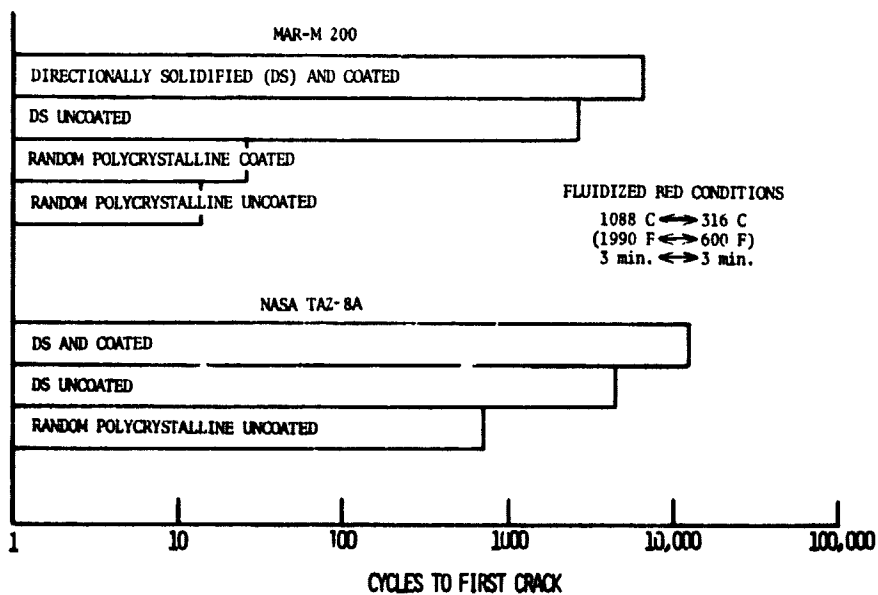 MAR-M 200
DIRECTIONALLY SOLIDIFIED (DS) AND COATED
DS UNCOATED
RANDOM POLYCRYSTALLINE COATED
RANDOM POLYCRYSTALLINE UNCOATED
FLUIDIZED BED CONDITIONS
1088 C ↔ 316 C
(1990 F ↔ 600 F)
3 min. ↔ 3 min.
NASA TAZ-8A
DS AND COATED
DS UNCOATED
RANDOM POLYCRYSTALLINE UNCOATED
1 10 100 1000 10,000 100,000
CYCLES TO FIRST CRACK